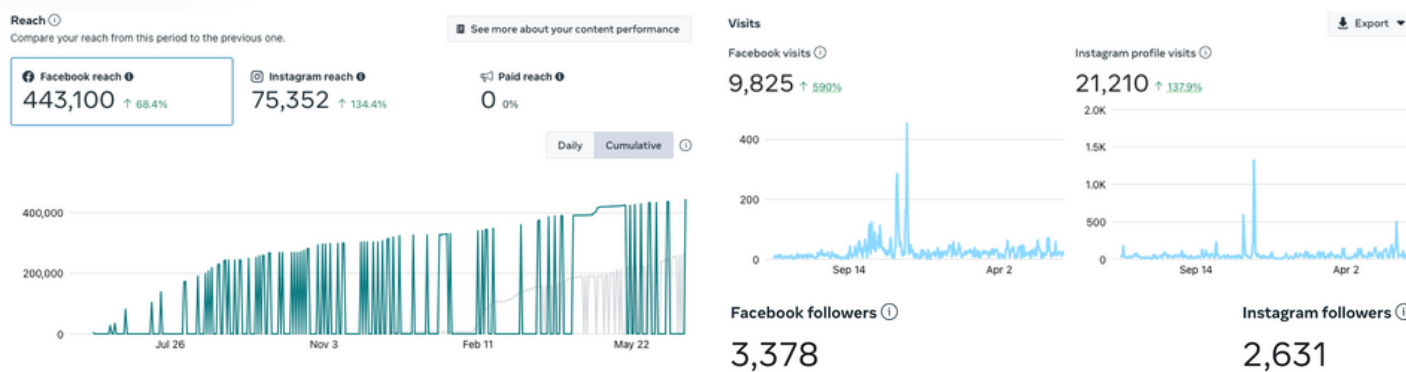 Reach
Compare your reach from this period to the previous one.
See more about your content performance
Facebook reach
443,100 ↑ 68.4%
Instagram reach
75,352 ↑ 134.4%
Paid reach
0 0%
Daily Cumulative
400,000
200,000
0
Jul 26 Nov 3 Feb 11 May 22
Visits
Export
Facebook visits
9,825 ↑ 590%
400
200
0
Sep 14 Apr 2
Instagram profile visits
21,210 ↑ 137.9%
2.0K
1.5K
1.0K
500
0
Sep 14 Apr 2
Facebook followers
3,378
Instagram followers
2,631